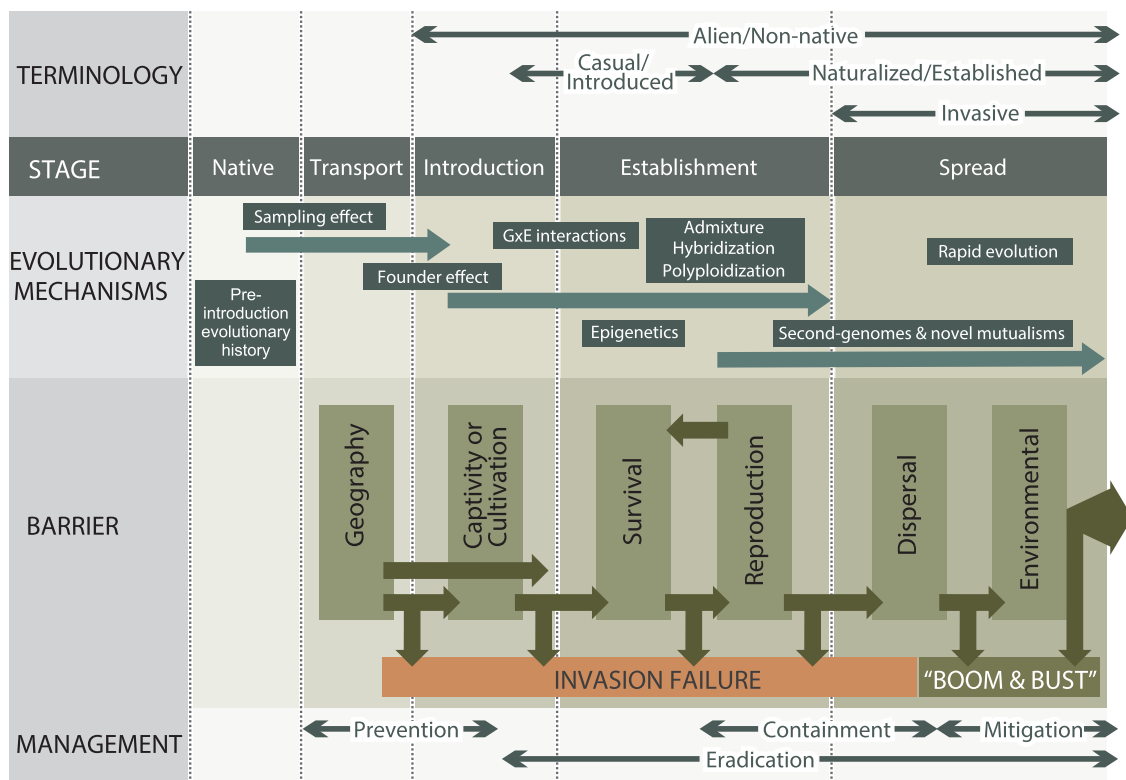 TERMINOLOGY
Alien/Non-native
Casual/
Introduced
Naturalized/Established
Invasive
STAGE
Native
Transport
Introduction
Establishment
Spread
EVOLUTIONARY
MECHANISMS
Sampling effect
GxE interactions
Admixture
Hybridization
Polyploidization
Rapid evolution
Founder effect
Pre-
introduction
evolutionary
history
Epigenetics
Second-genomes & novel mutualisms
BARRIER
Geography
Captivity or
Cultivation
Survival
Reproduction
Dispersal
Environmental
INVASION FAILURE
“BOOM & BUST”
MANAGEMENT
Prevention
Containment
Mitigation
Eradication